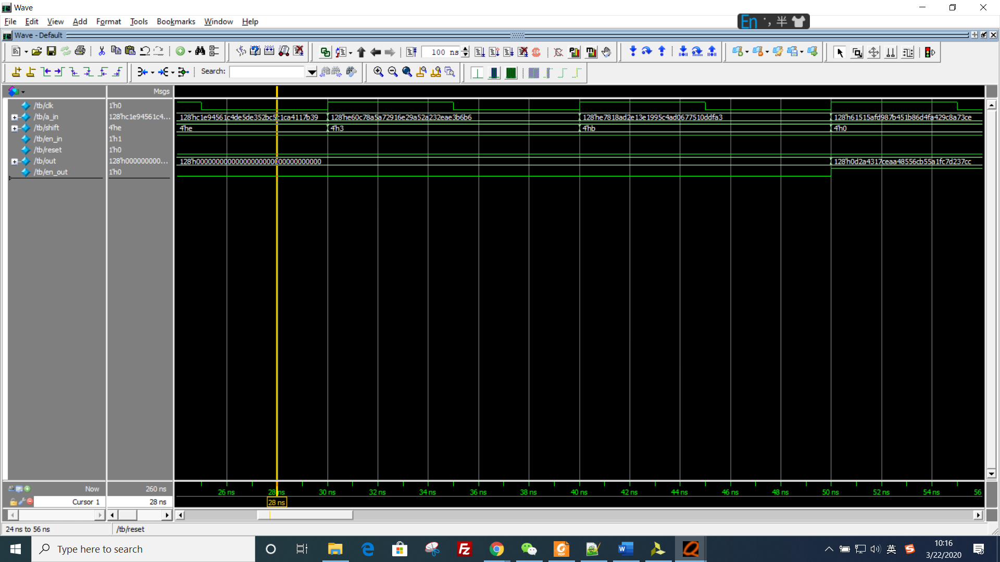 Wave
File Edit View Add Format Tools Bookmarks Window Help
En 半
Wave - Default
100 ns
Search:
Msgs
/tb/clk 1'h0
/tb/a_in 128'hc1e94561c4... 128'hc1e94561c4de5de352bc5c1ca4117b39 128'he60c78a5a72916e29a52a232eae3b6b6 128'he7818ad2e13e1995c4ad0677510ddfa3 128'h61515afd987b451b86d4fa429c8a73ce
/tb/shift 4'he 4'he 4'h3 4'hb 4'h0
/tb/en_in 1'h1
/tb/reset 1'h0
/tb/out 128'h000000000... 128'h00000000000000000000000000000000 128'h0d2a4317ceaa48556cb55a1fc7d237cc
/tb/en_out 1'h0
Now 260 ns 26 ns 28 ns 30 ns 32 ns 34 ns 36 ns 38 ns 40 ns 42 ns 44 ns 46 ns 48 ns 50 ns 52 ns 54 ns 56
Cursor 1 28 ns 28 ns
24 ns to 56 ns /tb/reset
Type here to search
英
10:16
3/22/2020